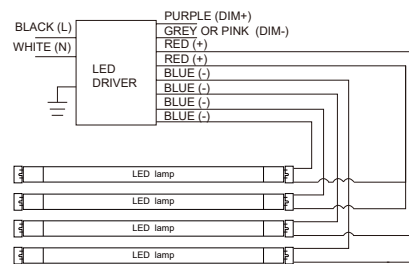 PURPLE (DIM+)
BLACK (L)
GREY OR PINK (DIM-)
WHITE (N)
RED (+)
RED (+)
LED
DRIVER
BLUE (-)
BLUE (-)
BLUE (-)
BLUE (-)
LED lamp
LED lamp
LED lamp
LED lamp